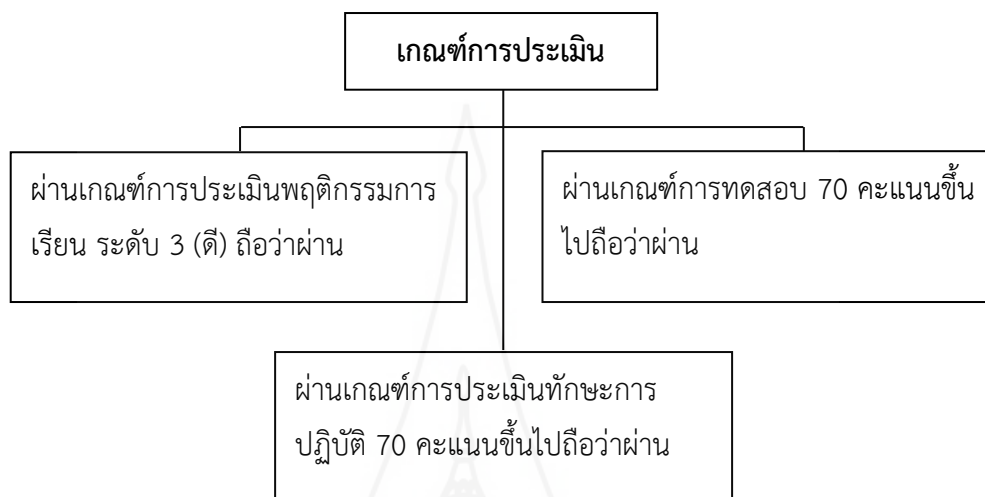 เกณฑ์การประเมิน
ผ่านเกณฑ์การประเมินพฤติกรรมการ
เรียน ระดับ 3 (ดี) ถือว่าผ่าน
ผ่านเกณฑ์การทดสอบ 70 คะแนนขึ้น
ไปถือว่าผ่าน
ผ่านเกณฑ์การประเมินทักษะการ
ปฏิบัติ 70 คะแนนขึ้นไปถือว่าผ่าน